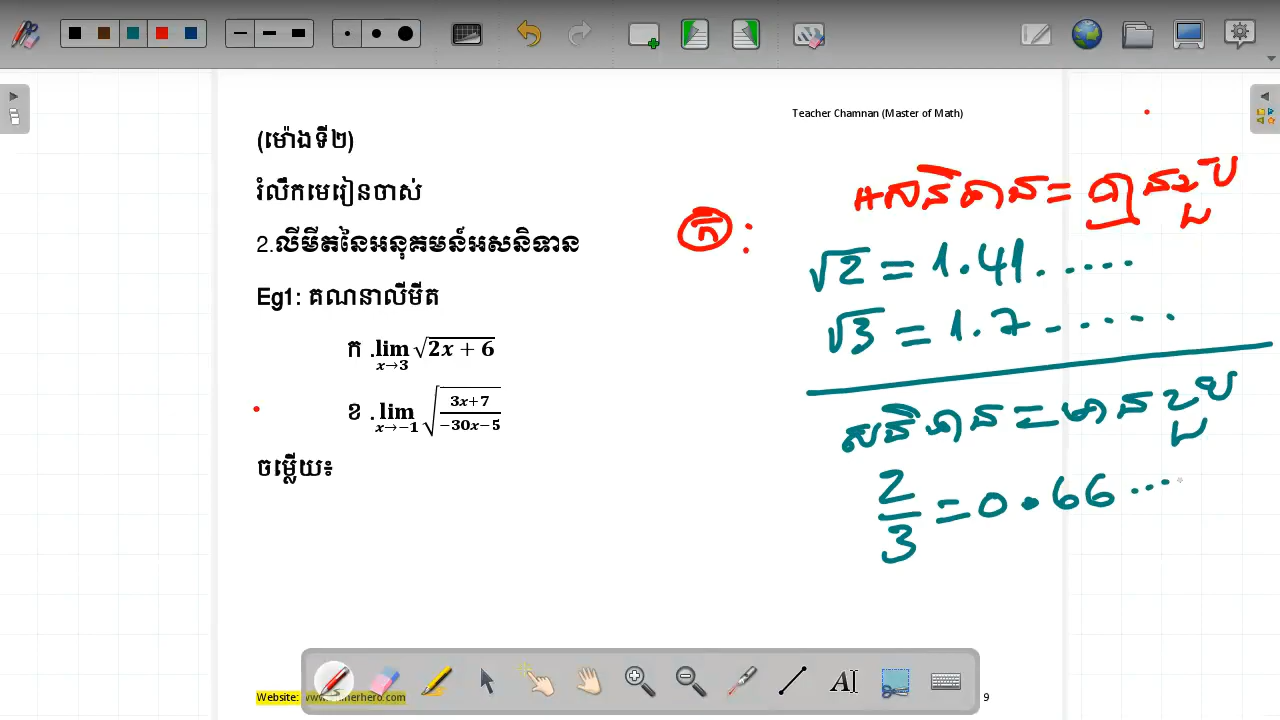 Teacher Chamnan (Master of Math)
(ម៉ោងទី២)
រំលឹកមេរៀនចាស់
2.លីមីតនៃអនុគមន៍អសនិទាន
Eg1: គណនាលីមីត
ក .lim x→3 √2x + 6
ខ .lim x→−1 √(3x+7)/(−30x−5)
ចម្លើយ៖
អសនិទាន = គ្មានខួប
√2 = 1.41......
√3 = 1.7......
សនិទាន = មានខួប
2/3 = 0.66....
Website:
9